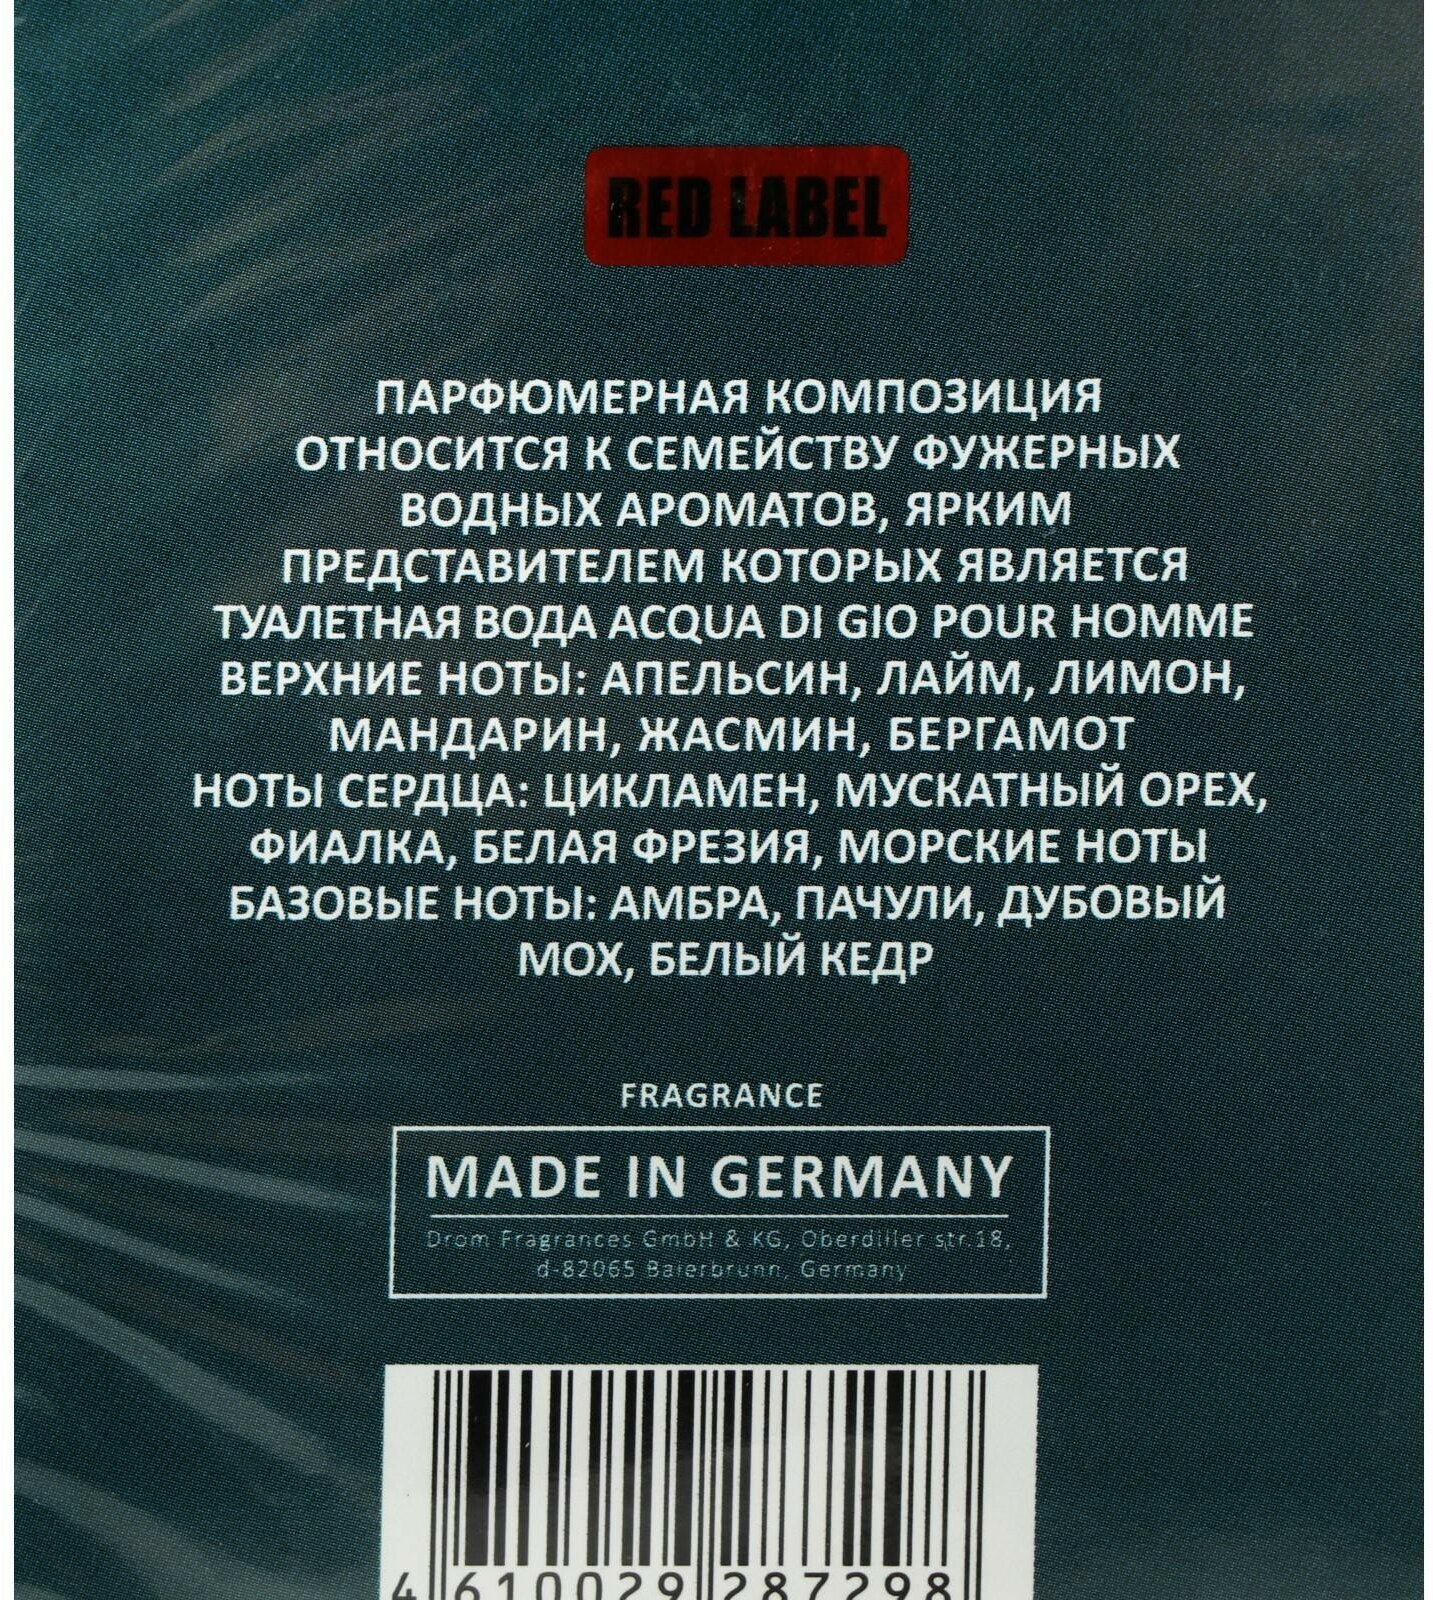 RED LABEL
ПАРФЮМЕРНАЯ КОМПОЗИЦИЯ
ОТНОСИТСЯ К СЕМЕЙСТВУ ФУЖЕРНЫХ
ВОДНЫХ АРОМАТОВ, ЯРКИМ
ПРЕДСТАВИТЕЛЕМ КОТОРЫХ ЯВЛЯЕТСЯ
ТУАЛЕТНАЯ ВОДА ACQUA DI GIO POUR HOMME
ВЕРХНИЕ НОТЫ: АПЕЛЬСИН, ЛАЙМ, ЛИМОН,
МАНДАРИН, ЖАСМИН, БЕРГАМОТ
НОТЫ СЕРДЦА: ЦИКЛАМЕН, МУСКАТНЫЙ ОРЕХ,
ФИАЛКА, БЕЛАЯ ФРЕЗИЯ, МОРСКИЕ НОТЫ
БАЗОВЫЕ НОТЫ: АМБРА, ПАЧУЛИ, ДУБОВЫЙ
МОХ, БЕЛЫЙ КЕДР
FRAGRANCE
MADE IN GERMANY
Drom Fragrances GmbH & KG, Oberdiller str.18,
d-82065 Baierbrunn, Germany
4 610029 287298